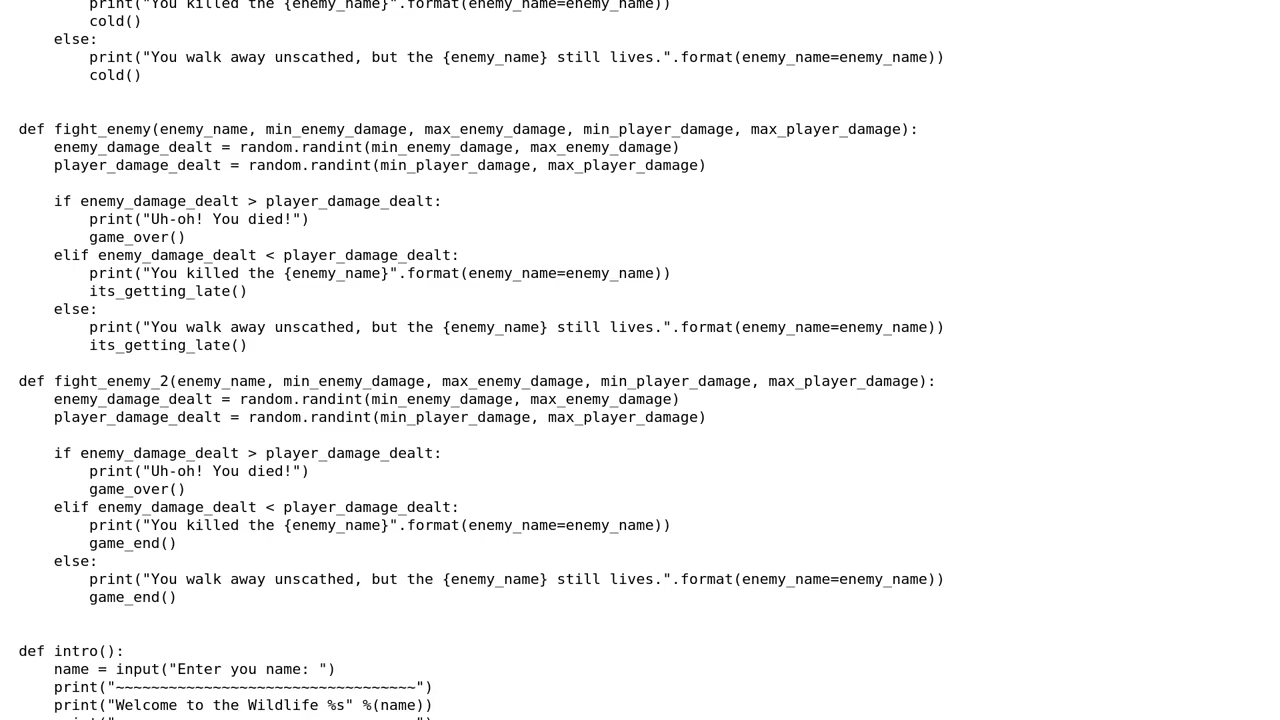 print("You killed the {enemy_name}".format(enemy_name=enemy_name))
        cold()
    else:
        print("You walk away unscathed, but the {enemy_name} still lives.".format(enemy_name=enemy_name))
        cold()


def fight_enemy(enemy_name, min_enemy_damage, max_enemy_damage, min_player_damage, max_player_damage):
    enemy_damage_dealt = random.randint(min_enemy_damage, max_enemy_damage)
    player_damage_dealt = random.randint(min_player_damage, max_player_damage)

    if enemy_damage_dealt > player_damage_dealt:
        print("Uh-oh! You died!")
        game_over()
    elif enemy_damage_dealt < player_damage_dealt:
        print("You killed the {enemy_name}".format(enemy_name=enemy_name))
        its_getting_late()
    else:
        print("You walk away unscathed, but the {enemy_name} still lives.".format(enemy_name=enemy_name))
        its_getting_late()

def fight_enemy_2(enemy_name, min_enemy_damage, max_enemy_damage, min_player_damage, max_player_damage):
    enemy_damage_dealt = random.randint(min_enemy_damage, max_enemy_damage)
    player_damage_dealt = random.randint(min_player_damage, max_player_damage)

    if enemy_damage_dealt > player_damage_dealt:
        print("Uh-oh! You died!")
        game_over()
    elif enemy_damage_dealt < player_damage_dealt:
        print("You killed the {enemy_name}".format(enemy_name=enemy_name))
        game_end()
    else:
        print("You walk away unscathed, but the {enemy_name} still lives.".format(enemy_name=enemy_name))
        game_end()


def intro():
    name = input("Enter you name: ")
    print("~~~~~~~~~~~~~~~~~~~~~~~~~~~~~~~~~~")
    print("Welcome to the Wildlife %s" %(name))